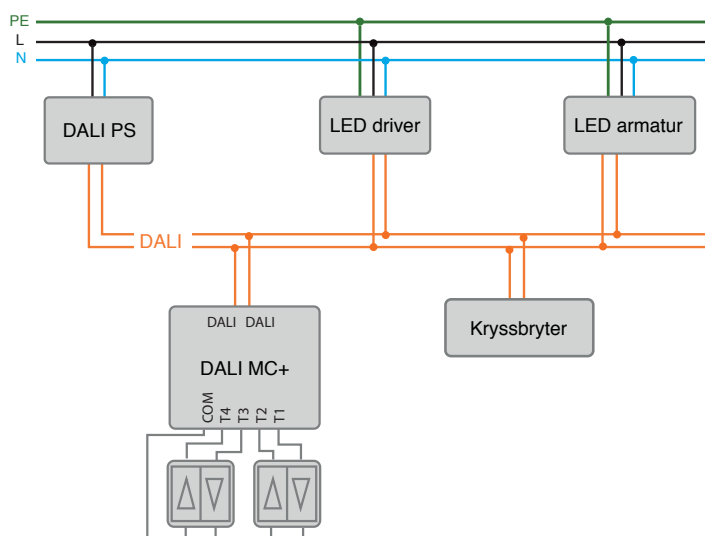 PE
L
N
DALI PS
LED driver
LED armatur
DALI
DALI DALI
DALI MC+
Kryssbryter
COM
T4
T3
T2
T1